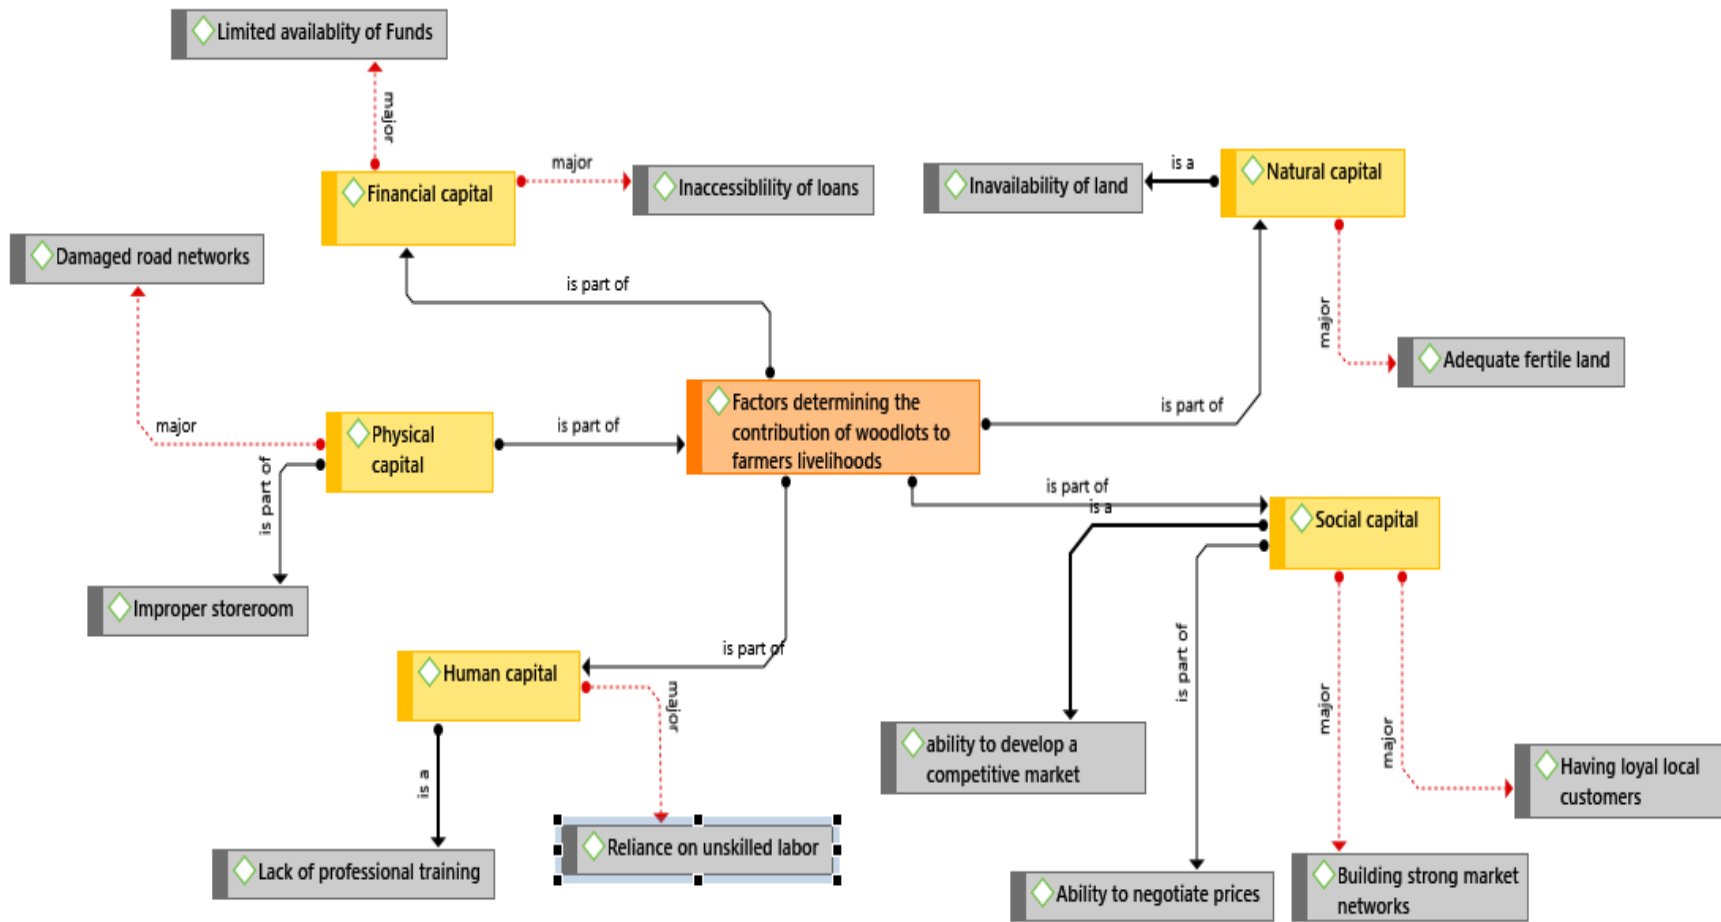 Limited availablity of Funds
major
Financial capital
major
Inaccessiblility of loans
Inavailability of land
is a
Natural capital
Damaged road networks
is part of
major
Adequate fertile land
major
Physical
capital
is part of
is part of
Improper storeroom
Factors determining the
contribution of woodlots to
farmers livelihoods
is part of
is part of
is a
Social capital
is part of
Human capital
major
is a
Lack of professional training
Reliance on unskilled labor
ability to develop a
competitive market
is part of
Ability to negotiate prices
major
major
Having loyal local
customers
Building strong market
networks